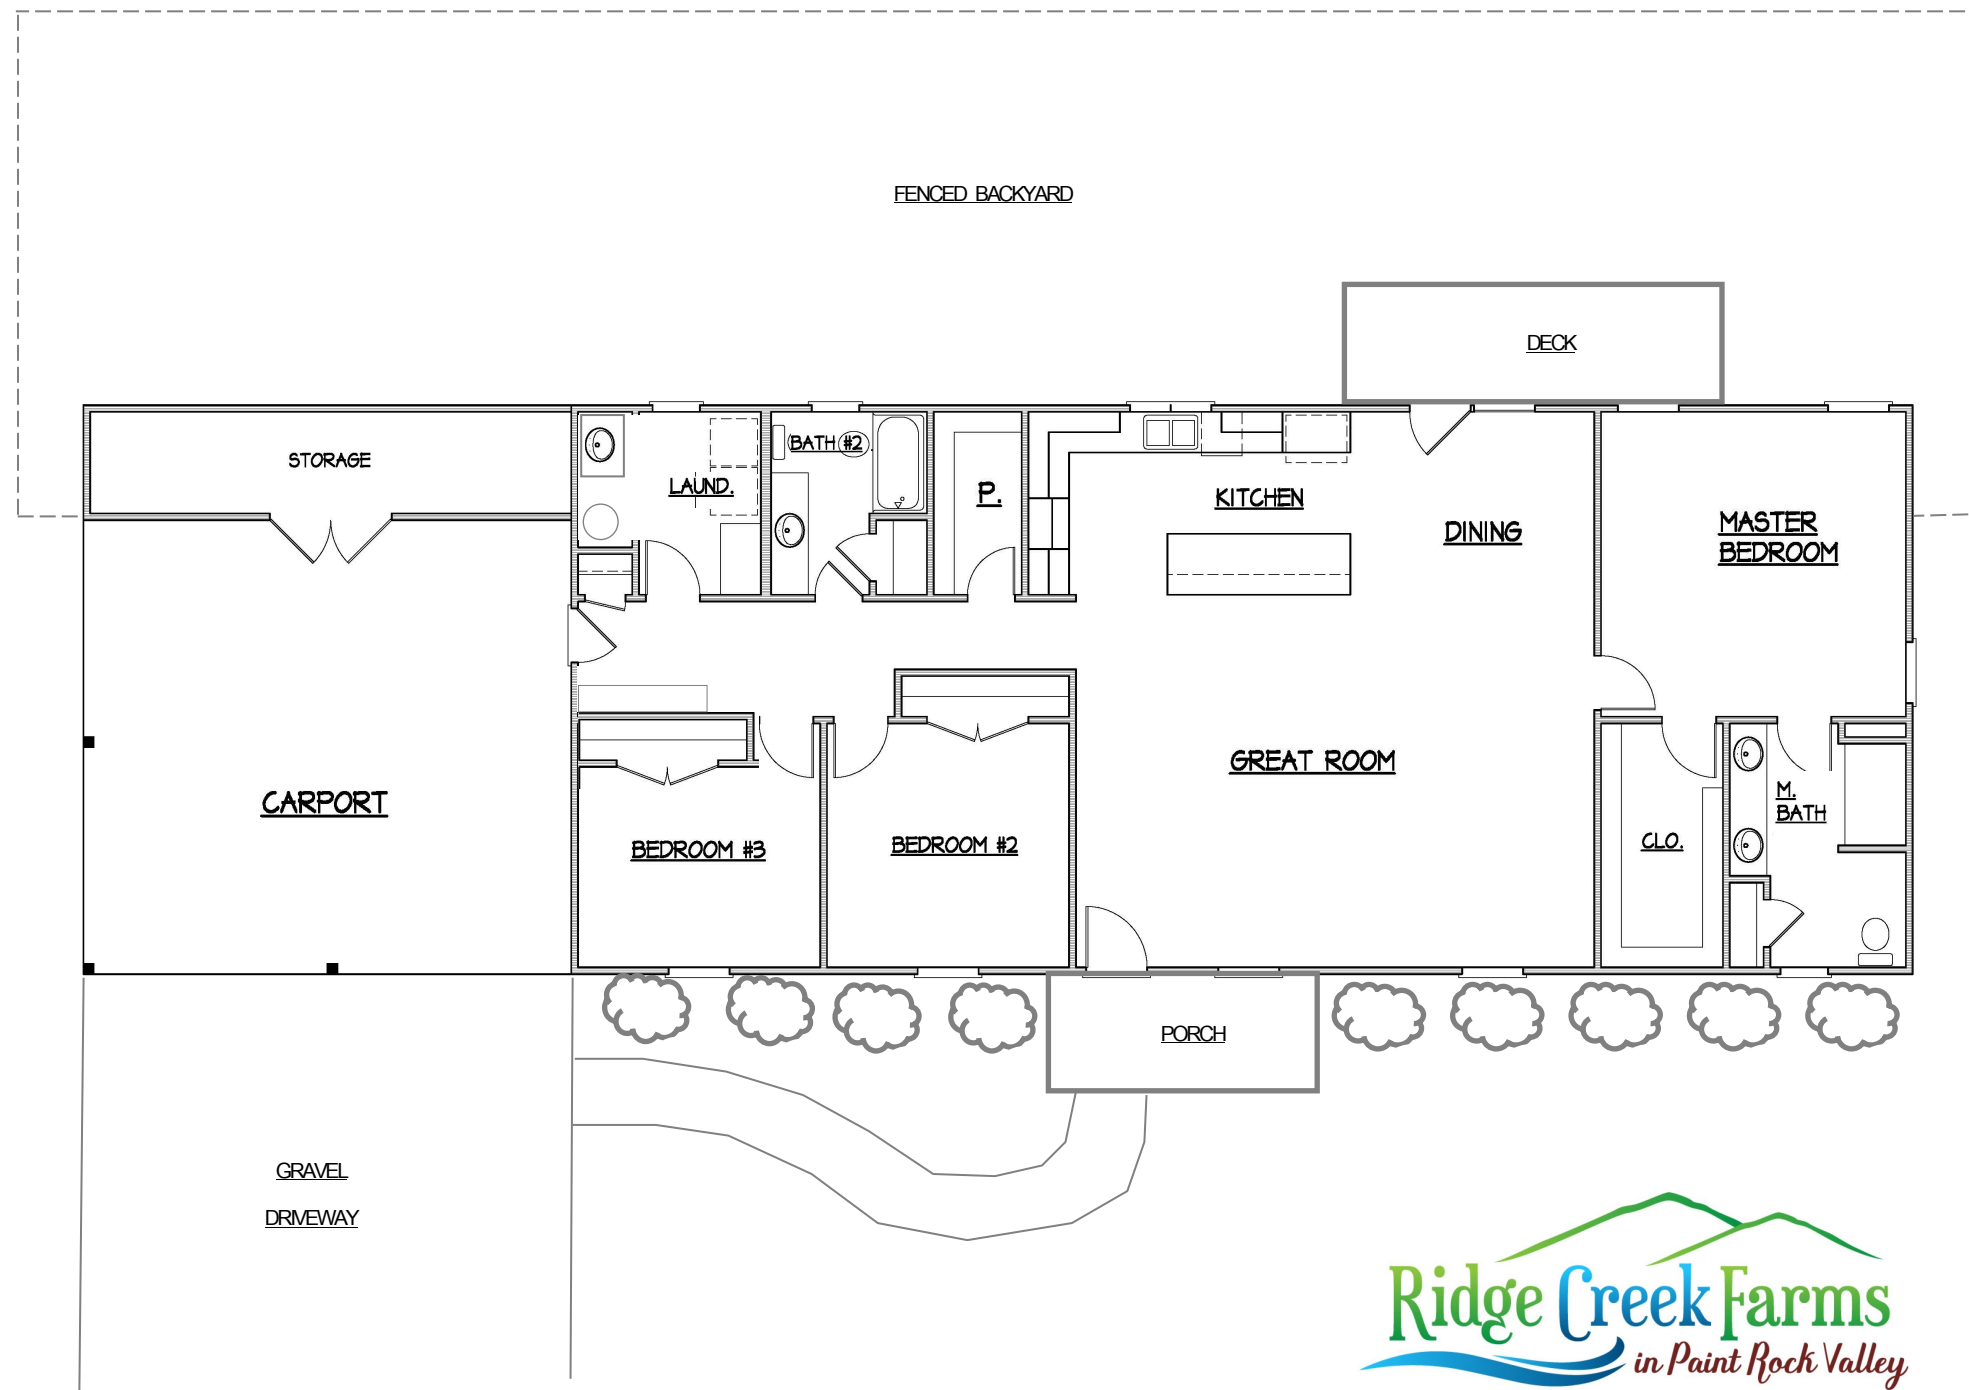 FENCED BACKYARD
DECK
STORAGE
LAUND.
BATH #2
P.
KITCHEN
DINING
MASTER
BEDROOM
CARPORT
BEDROOM #3
BEDROOM #2
GREAT ROOM
CLO.
M.
BATH
PORCH
GRAVEL
DRIVEWAY
Ridge Creek Farms
in Paint Rock Valley